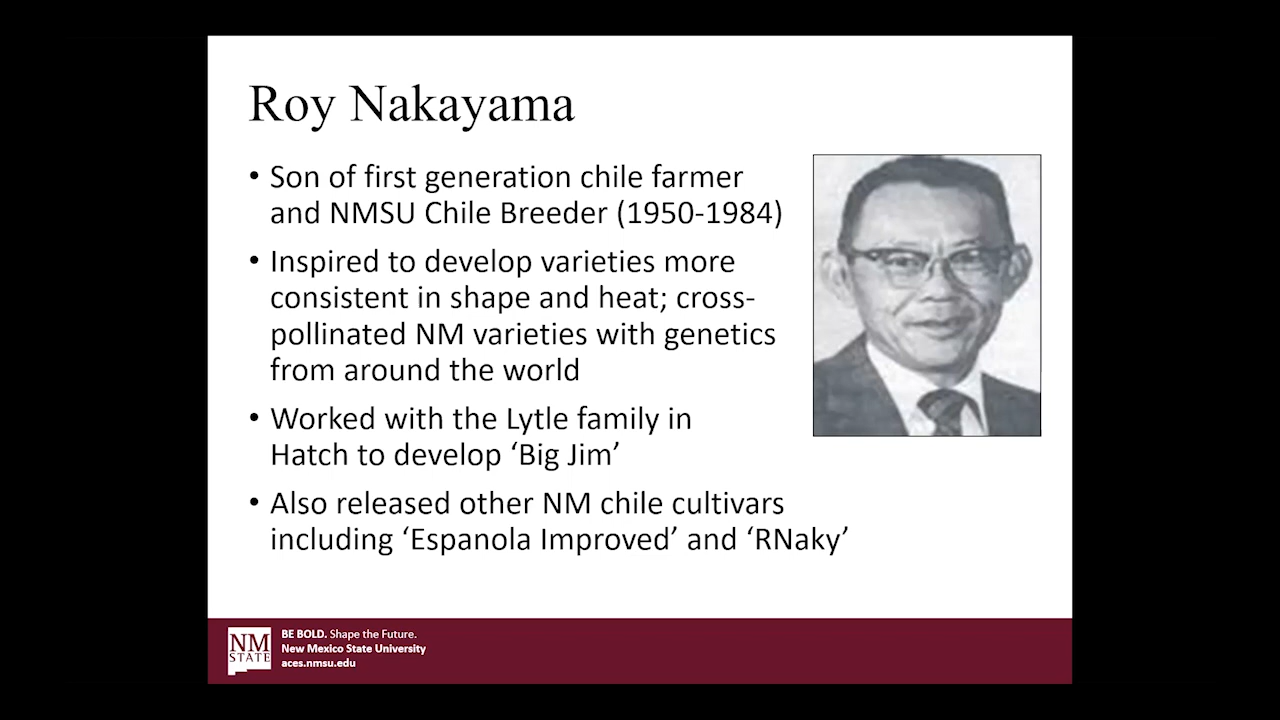 Roy Nakayama
• Son of first generation chile farmer
and NMSU Chile Breeder (1950-1984)
• Inspired to develop varieties more
consistent in shape and heat; cross-
pollinated NM varieties with genetics
from around the world
• Worked with the Lytle family in
Hatch to develop ‘Big Jim’
• Also released other NM chile cultivars
including ‘Espanola Improved’ and ‘RNaky’
NM
STATE
BE BOLD. Shape the Future.
New Mexico State University
aces.nmsu.edu